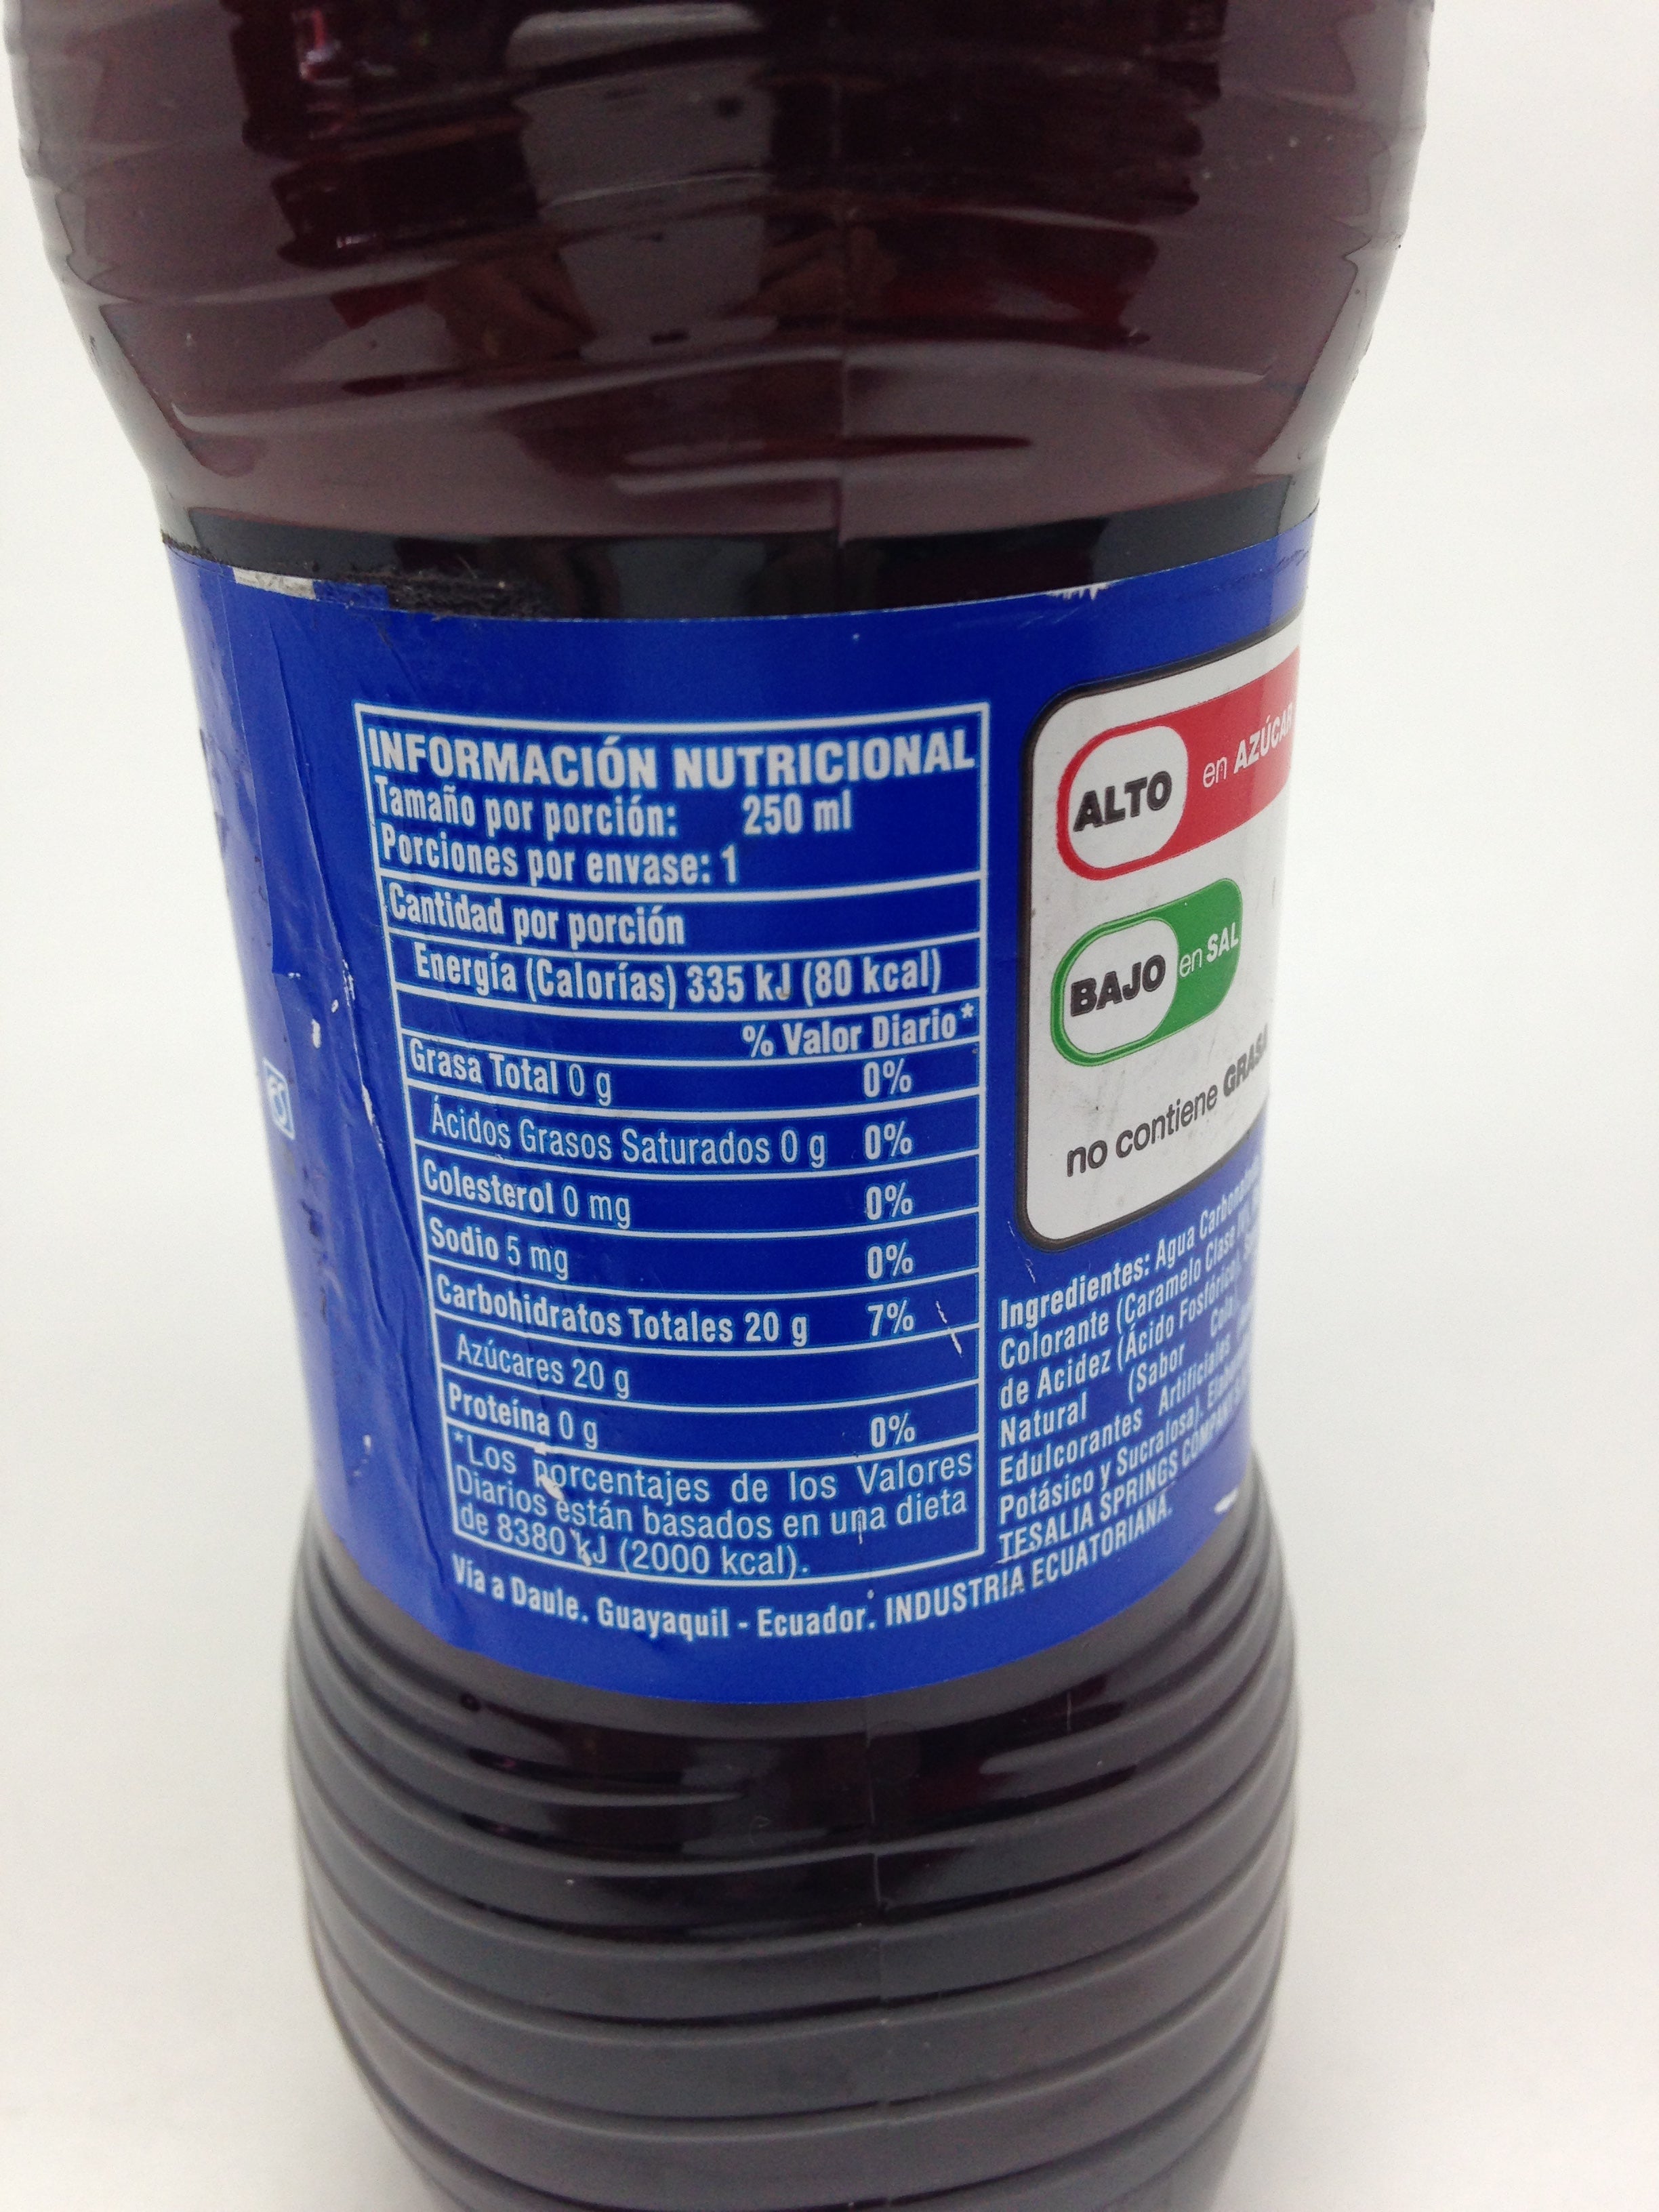 INFORMACIÓN NUTRICIONAL
Tamaño por porción: 250 ml
Porciones por envase: 1
Cantidad por porción
Energía (Calorías) 335 kJ (80 kcal)
% Valor Diario*
Grasa Total 0 g 0%
Ácidos Grasos Saturados 0 g 0%
Colesterol 0 mg 0%
Sodio 5 mg 0%
Carbohidratos Totales 20 g 7%
Azúcares 20 g
Proteína 0 g 0%
*Los porcentajes de los Valores
Diarios están basados en una dieta
de 8380 kJ (2000 kcal).
ALTO en AZÚCAR
BAJO en SAL
no contiene GRASA
Ingredientes: Agua
Colorante (Caramelo Clase
de Acidez (Ácido
Natural (Sabor
Edulcorantes Artificiales
Potásico y Sucralosa).
TESALIA SPRINGS
Vía a Daule. Guayaquil - Ecuador. INDUSTRIA ECUATORIANA.